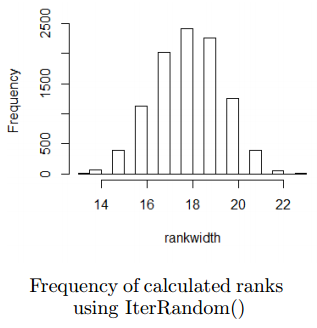 Frequency
2500
1500
500
0
14 16 18 20 22
rankwidth
Frequency of calculated ranks
using IterRandom()